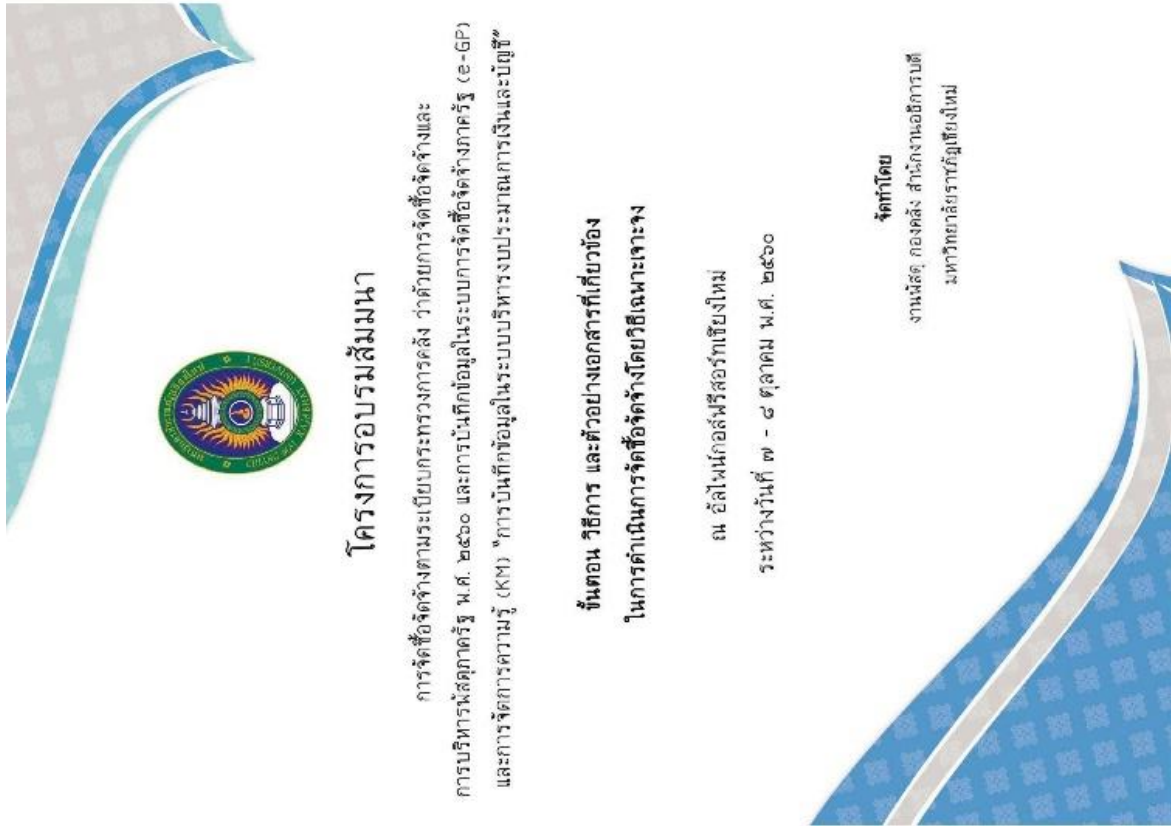 โครงการอบรมสัมมนา
การจัดซื้อจัดจ้างตามระเบียบกระทรวงการคลัง ว่าด้วยการจัดซื้อจัดจ้างและ
การบริหารพัสดุภาครัฐ พ.ศ. ๒๕๖๐ และการบันทึกข้อมูลในระบบการจัดซื้อจัดจ้างภาครัฐ (e-GP)
และการจัดการความรู้ (KM) "การบันทึกข้อมูลในระบบบริหารงบประมาณการเงินและบัญชี"
ขั้นตอน วิธีการ และตัวอย่างเอกสารที่เกี่ยวข้อง
ในการดำเนินการจัดซื้อจัดจ้างโดยวิธีเฉพาะเจาะจง
ณ อัลไพน์กอล์ฟรีสอร์ทเชียงใหม่
ระหว่างวันที่ ๗ - ๘ ตุลาคม พ.ศ. ๒๕๖๐
จัดทำโดย
งานพัสดุ กองคลัง สำนักงานอธิการบดี
มหาวิทยาลัยราชภัฏเชียงใหม่